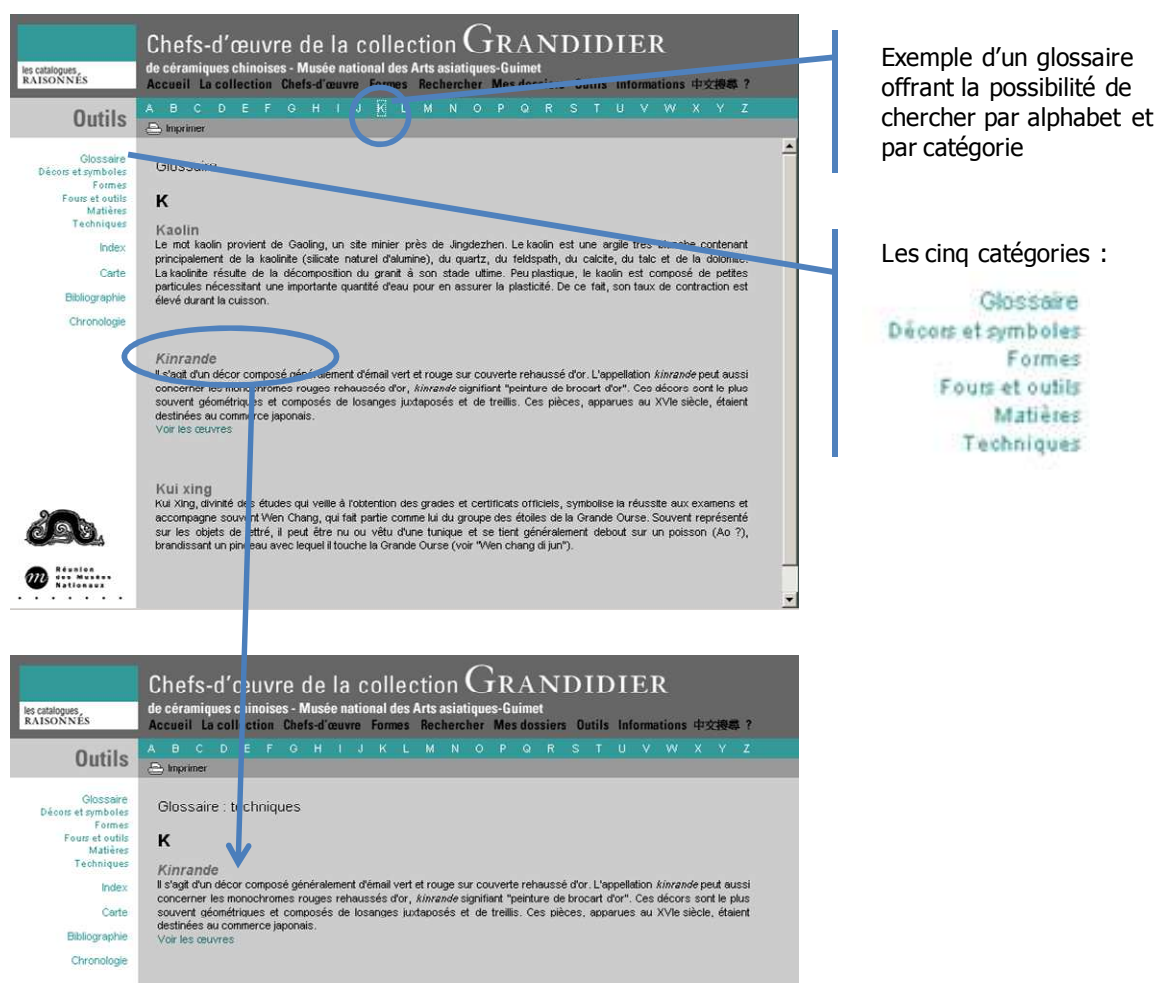 Chefs-d'œuvre de la collection GRANDIDIER
les catalogues
RAISONNÉS
de céramiques chinoises - Musée national des Arts asiatiques-Guimet
Accueil La collection Chefs-d'œuvre Formes Rechercher Mes dossiers Outils Informations 中文搜尋 ?
Outils
A B C D E F G H I J K L M N O P Q R S T U V W X Y Z
Imprimer
Glossaire
Décors et symboles
Formes
Fours et outils
Matières
Techniques
Index
Carte
Bibliographie
Chronologie
Glossaire
K
Kaolin
Le mot kaolin provient de Gaoling, un site minier près de Jingdezhen. Le kaolin est une argile très blanche contenant
principalement de la kaolinite (silicate naturel d'alumine), du quartz, du feldspath, du calcite, du talc et de la dolomite.
La kaolinite résulte de la décomposition du granit à son stade ultime. Peu plastique, le kaolin est composé de petites
particules nécessitant une importante quantité d'eau pour en assurer la plasticité. De ce fait, son taux de contraction est
élevé durant la cuisson.
Kinrande
Il s'agit d'un décor composé généralement d'émail vert et rouge sur couverte rehaussé d'or. L'appellation kinrande peut aussi
concerner les monochromes rouges rehaussés d'or, kinrande signifiant "peinture de brocart d'or". Ces décors sont le plus
souvent géométriques et composés de losanges juxtaposés et de treillis. Ces pièces, apparues au XVIe siècle, étaient
destinées au commerce japonais.
Voir les œuvres
Kui xing
Kui Xing, divinité des études qui veille à l'obtention des grades et certificats officiels, symbolise la réussite aux examens et
accompagne souvent Wen Chang, qui fait partie comme lui du groupe des étoiles de la Grande Ourse. Souvent représenté
sur les objets de lettré, il peut être nu ou vêtu d'une tunique et se tient généralement debout sur un poisson (Ao ?),
brandissant un pinceau avec lequel il touche la Grande Ourse (voir "Wen chang di jun").
m
Réunion
des Musées
Nationaux
Exemple d'un glossaire
offrant la possibilité de
chercher par alphabet et
par catégorie
Les cinq catégories :
Glossaire
Décors et symboles
Formes
Fours et outils
Matières
Techniques
Chefs-d'œuvre de la collection GRANDIDIER
les catalogues
RAISONNÉS
de céramiques chinoises - Musée national des Arts asiatiques-Guimet
Accueil La collection Chefs-d'œuvre Formes Rechercher Mes dossiers Outils Informations 中文搜尋 ?
Outils
A B C D E F G H I J K L M N O P Q R S T U V W X Y Z
Imprimer
Glossaire
Décors et symboles
Formes
Fours et outils
Matières
Techniques
Index
Carte
Bibliographie
Chronologie
Glossaire : techniques
K
Kinrande
Il s'agit d'un décor composé généralement d'émail vert et rouge sur couverte rehaussé d'or. L'appellation kinrande peut aussi
concerner les monochromes rouges rehaussés d'or, kinrande signifiant "peinture de brocart d'or". Ces décors sont le plus
souvent géométriques et composés de losanges juxtaposés et de treillis. Ces pièces, apparues au XVIe siècle, étaient
destinées au commerce japonais.
Voir les œuvres